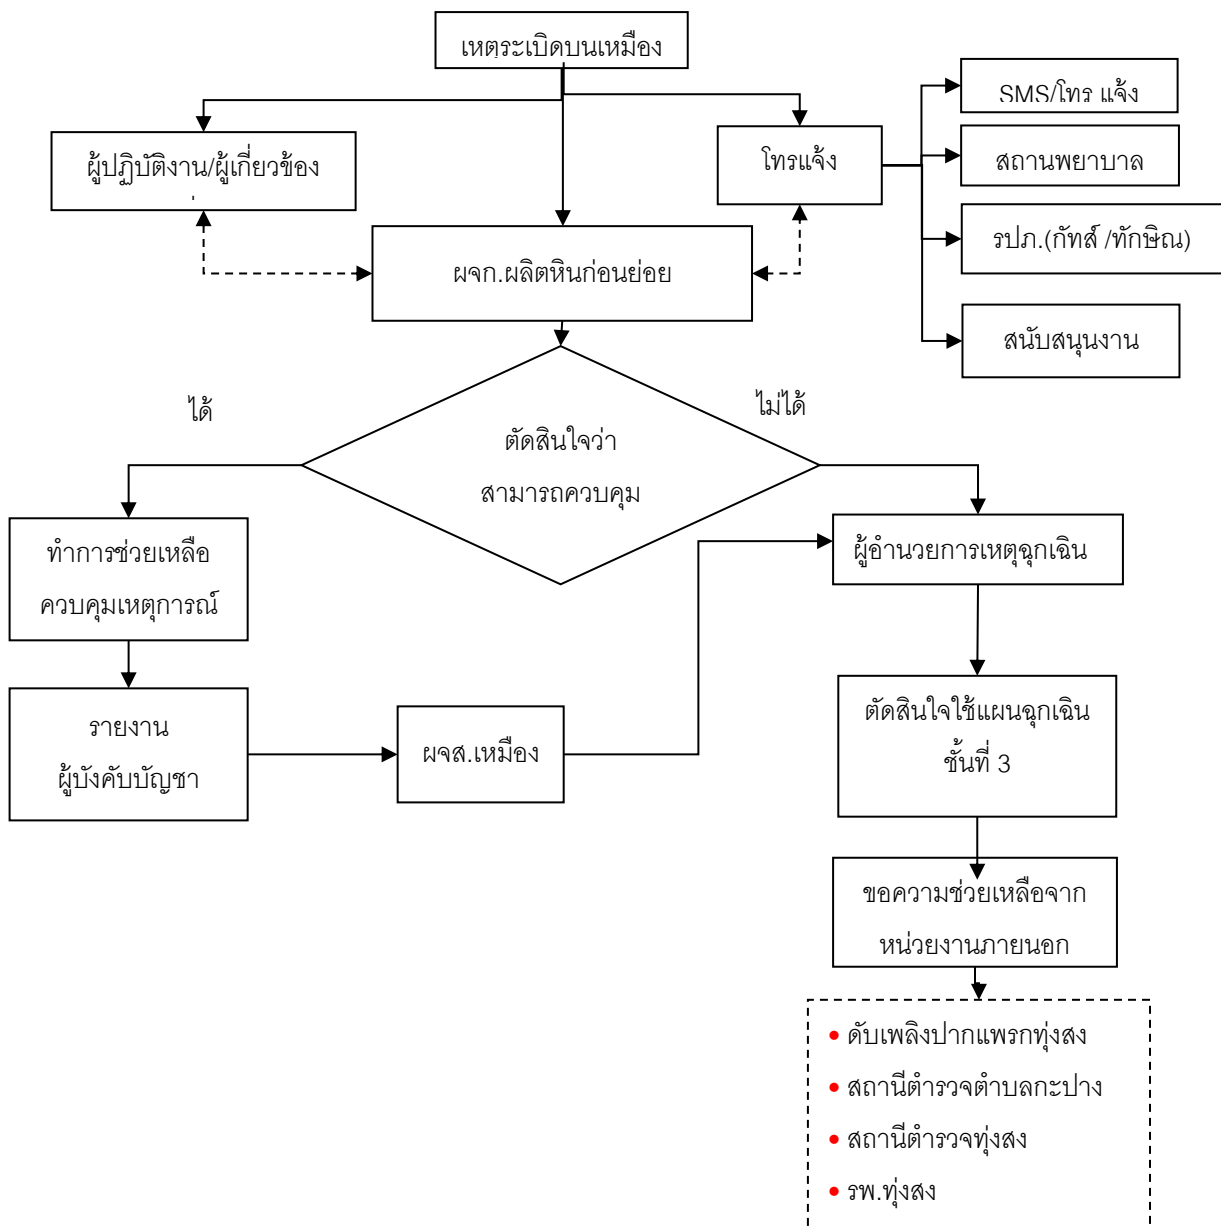 เหตุระเบิดบนเหมือง
SMS/โทร แจ้ง
ผู้ปฏิบัติงาน/ผู้เกี่ยวข้อง
โทรแจ้ง
สถานพยาบาล
รปภ.(กัทส์ /ทักษิณ)
ผจก.ผลิตหินก่อนย่อย
สนับสนุนงาน
ได้
ไม่ได้
ตัดสินใจว่า
สามารถควบคุม
ทำการช่วยเหลือ
ควบคุมเหตุการณ์
ผู้อำนวยการเหตุฉุกเฉิน
รายงาน
ผู้บังคับบัญชา
ผจส.เหมือง
ตัดสินใจใช้แผนฉุกเฉิน
ชั้นที่ 3
ขอความช่วยเหลือจาก
หน่วยงานภายนอก
• ดับเพลิงปากแพรกทุ่งสง
• สถานีตำรวจตำบลกะปาง
• สถานีตำรวจทุ่งสง
• รพ.ทุ่งสง